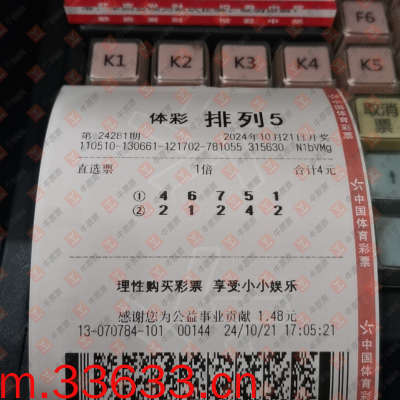 F6
K1 K2 K3 K4 K5
取消
票
体彩 排列5
第 24281期 2024年10月21日开奖
110510-130661-121702-781055 315630 N1bVMg
直选票 1倍 合计4元
① 4 6 7 5 1
② 2 1 2 4 2
理性购买彩票 享受小小娱乐
感谢您为公益事业贡献 1.48元
13-070784-101 00144 24/10/21 17:05:21
中国体育彩票
中国体育彩票
m.33633.cn